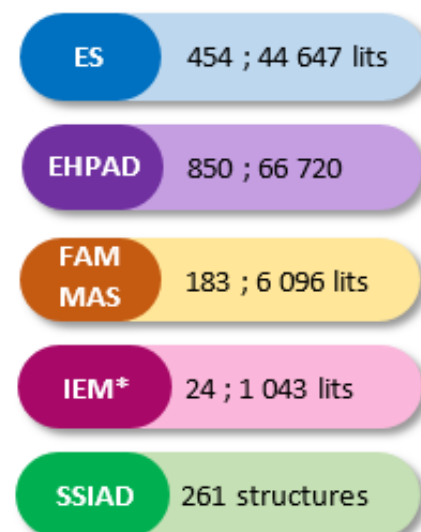 ES 454 ; 44 647 lits
EHPAD 850 ; 66 720
FAM
MAS 183 ; 6 096 lits
IEM* 24 ; 1 043 lits
SSIAD 261 structures